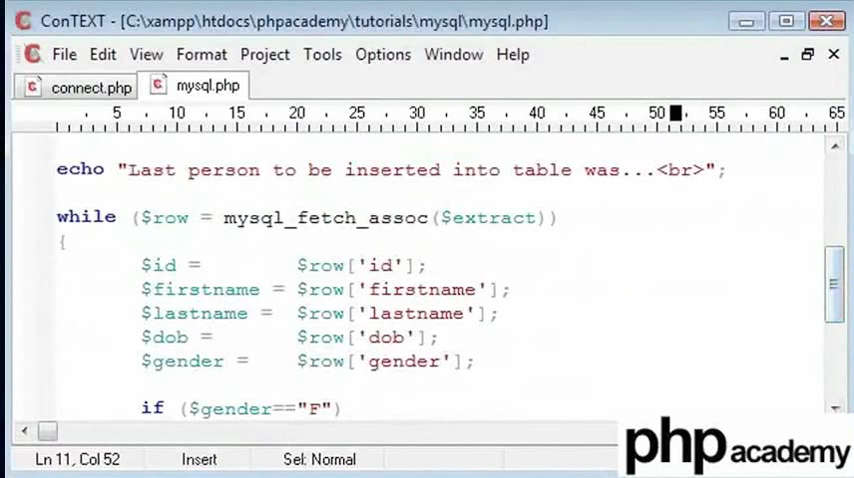 ConTEXT - [C:\xampp\htdocs\phpacademy\tutorials\mysql\mysql.php]
File Edit View Format Project Tools Options Window Help
connect.php mysql.php
5 10 15 20 25 30 35 40 45 50 55 60 65
echo "Last person to be inserted into table was...<br>";
while ($row = mysql_fetch_assoc($extract))
{
$id = $row['id'];
$firstname = $row['firstname'];
$lastname = $row['lastname'];
$dob = $row['dob'];
$gender = $row['gender'];
if ($gender=="F")
Ln 11, Col 52 Insert Sel: Normal
php academy